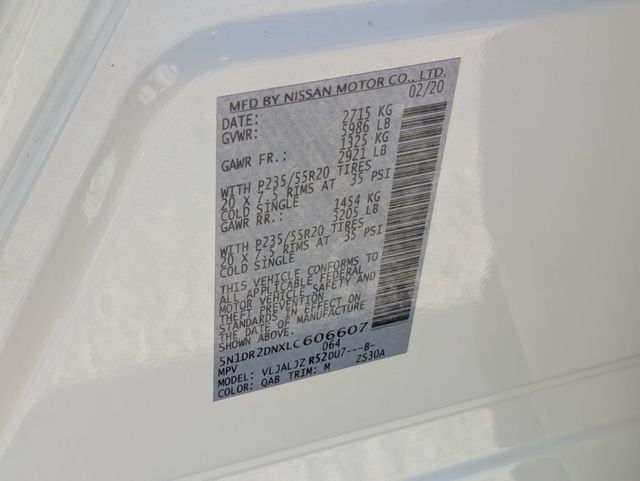 MFD BY NISSAN MOTOR CO., LTD.
DATE: 02/20
GVWR: 2715 KG
5986 LB
GAWR FR.: 1325 KG
2921 LB
WITH P235/55R20 TIRES
20 X 7.5 RIMS AT 35 PSI
COLD SINGLE
GAWR RR.: 1454 KG
3205 LB
WITH P235/55R20 TIRES
20 X 7.5 RIMS AT 35 PSI
COLD SINGLE
THIS VEHICLE CONFORMS TO
ALL APPLICABLE FEDERAL
MOTOR VEHICLE SAFETY AND
THEFT PREVENTION
STANDARDS IN EFFECT ON
THE DATE OF MANUFACTURE
5N1DR2DNXLC606607
MPV 064
MODEL: VLJALJZ R52DU7---B-
COLOR: QAB TRIM: M ZS30A